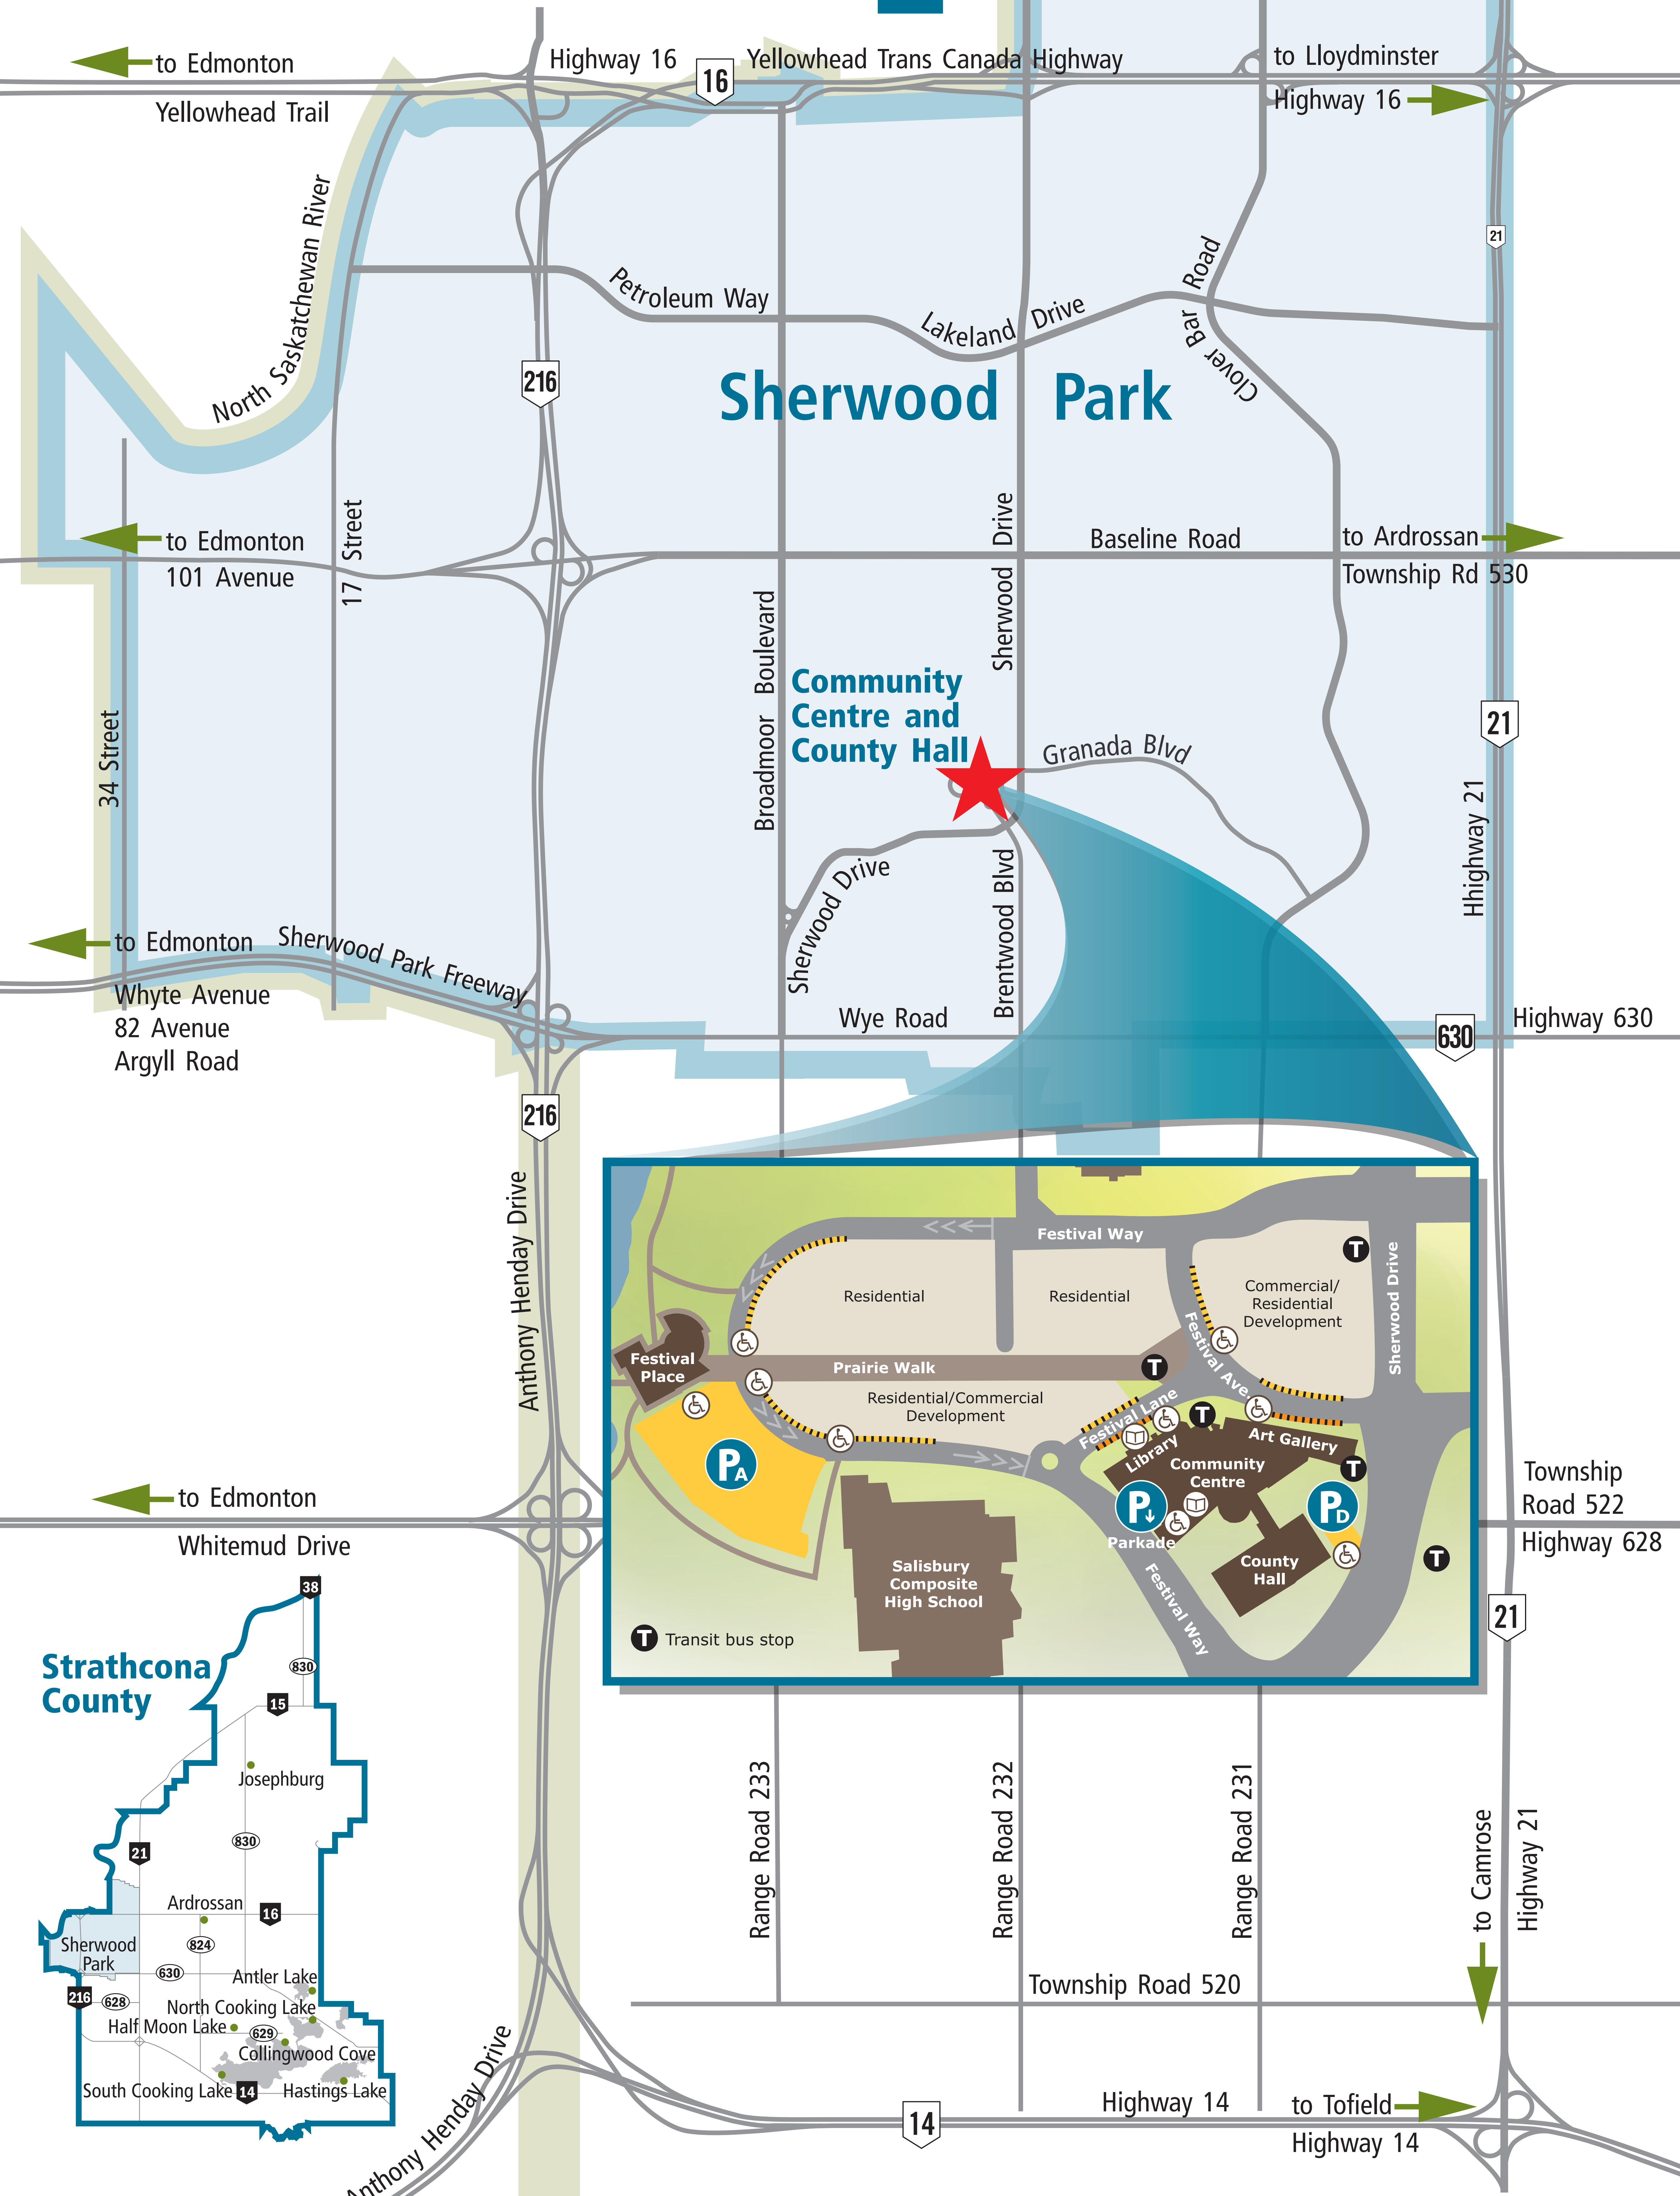 to Edmonton
Yellowhead Trail
Highway 16
16
Yellowhead Trans Canada Highway
to Lloydminster
Highway 16
North Saskatchewan River
21
Petroleum Way
Lakeland Drive
Clover Bar Road
216
Sherwood Park
to Edmonton
101 Avenue
17 Street
34 Street
Broadmoor Boulevard
Sherwood Drive
Baseline Road
to Ardrossan
Township Rd 530
Community
Centre and
County Hall
Granada Blvd
21
Hhighway 21
Sherwood Drive
Brentwood Blvd
to Edmonton
Sherwood Park Freeway
Whyte Avenue
82 Avenue
Argyll Road
Wye Road
630
Highway 630
216
Anthony Henday Drive
Festival Way
Sherwood Drive
T
Residential
Residential
Commercial/
Residential
Development
Festival Ave.
Festival
Place
Prairie Walk
T
Residential/Commercial
Development
Festival Lane
T
Library
Art Gallery
Community
Centre
T
PA
P
Parkade
PD
County
Hall
T
Salisbury
Composite
High School
Festival Way
T Transit bus stop
to Edmonton
Whitemud Drive
Township
Road 522
Highway 628
21
Strathcona
County
38
830
15
Josephburg
830
21
Ardrossan
16
Sherwood
Park
824
630
Antler Lake
216
628
North Cooking Lake
Half Moon Lake
629
Collingwood Cove
South Cooking Lake
14
Hastings Lake
Range Road 233
Range Road 232
Range Road 231
to Camrose
Highway 21
Township Road 520
Anthony Henday Drive
14
Highway 14
to Tofield
Highway 14